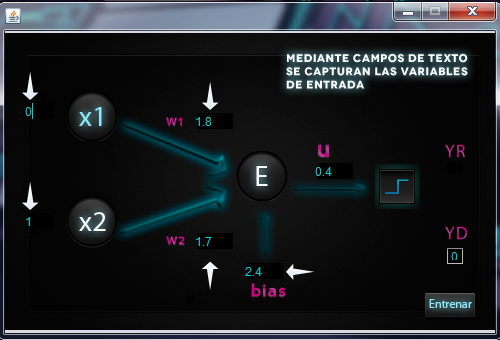 MEDIANTE CAMPOS DE TEXTO
SE CAPTURAN LAS VARIABLES
DE ENTRADA
0
x1
W1
1.8
u
0.4
YR
E
1
x2
W2
1.7
YD
0
2.4
bias
Entrenar